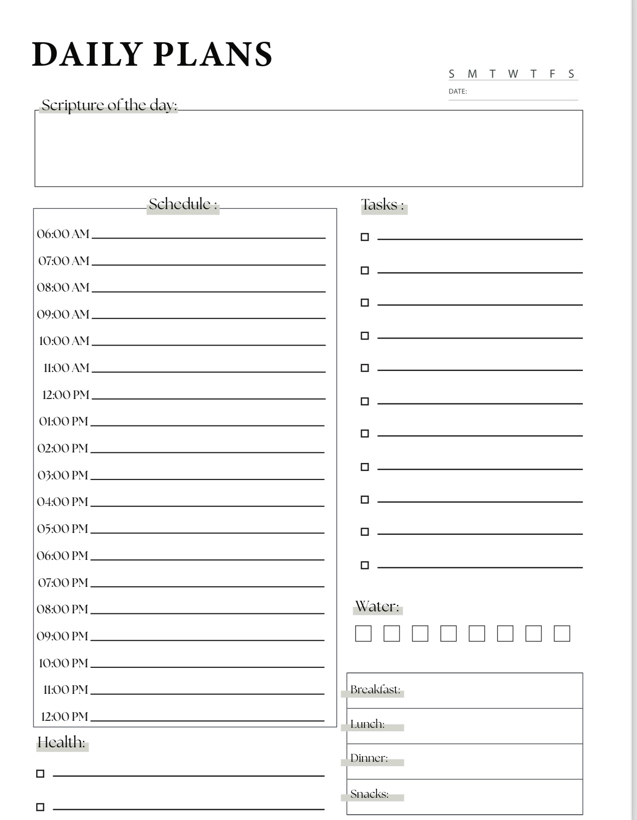 DAILY PLANS
S M T W T F S
DATE:
Scripture of the day:
Schedule :
06:00 AM
07:00 AM
08:00 AM
09:00 AM
10:00 AM
11:00 AM
12:00 PM
01:00 PM
02:00 PM
03:00 PM
04:00 PM
05:00 PM
06:00 PM
07:00 PM
08:00 PM
09:00 PM
10:00 PM
11:00 PM
12:00 PM
Health:
Tasks :
Water:
Breakfast:
Lunch:
Dinner:
Snacks: